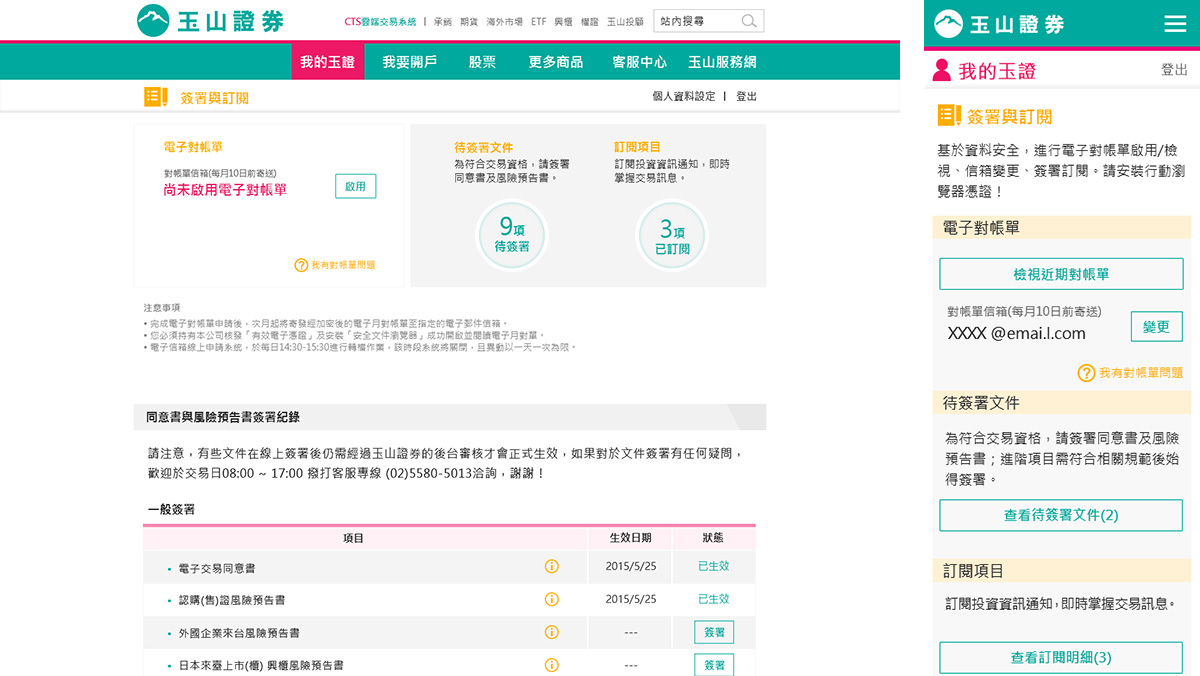 玉山證券
CTS雲端交易系統 | 承銷 期貨 海外市場 ETF 興櫃 權證 玉山投顧
站內搜尋
我的玉證 我要開戶 股票 更多商品 客服中心 玉山服務網
簽署與訂閱
個人資料設定 | 登出
電子對帳單
對帳單信箱(每月10日前寄送)
尚未啟用電子對帳單
啟用
? 我有對帳單問題
待簽署文件
為符合交易資格，請簽署
同意書及風險預告書。
9項
待簽署
訂閱項目
訂閱投資資訊通知，即時
掌握交易訊息。
3項
已訂閱
注意事項
• 完成電子對帳單申請後，次月起將寄發經加密後的電子月對帳單至指定的電子郵件信箱。
• 您必須持有本公司核發「有效電子憑證」及安裝「安全文件瀏覽器」成功開啟並閱讀電子月對單。
• 電子信箱線上申請系統，於每日14:30-15:30進行轉檔作業，該時段系統將關閉，且異動以一天一次為限。
同意書與風險預告書簽署紀錄
請注意，有些文件在線上簽署後仍需經過玉山證券的後台審核才會正式生效，如果對於文件簽署有任何疑問，
歡迎於交易日08:00 ~ 17:00 撥打客服專線 (02)5580-5013洽詢，謝謝！
一般簽署
項目 生效日期 狀態
• 電子交易同意書 2015/5/25 已生效
• 認購(售)證風險預告書 2015/5/25 已生效
• 外國企業來台風險預告書 --- 簽署
• 日本來臺上市(櫃) 興櫃風險預告書 --- 簽署
玉山證券
我的玉證
登出
簽署與訂閱
基於資料安全，進行電子對帳單啟用/檢
視、信箱變更、簽署訂閱。請安裝行動瀏
覽器憑證！
電子對帳單
檢視近期對帳單
對帳單信箱(每月10日前寄送)
XXXX @emai.l.com
變更
? 我有對帳單問題
待簽署文件
為符合交易資格，請簽署同意書及風險
預告書；進階項目需符合相關規範後始
得簽署。
查看待簽署文件(2)
訂閱項目
訂閱投資資訊通知，即時掌握交易訊息。
查看訂閱明細(3)